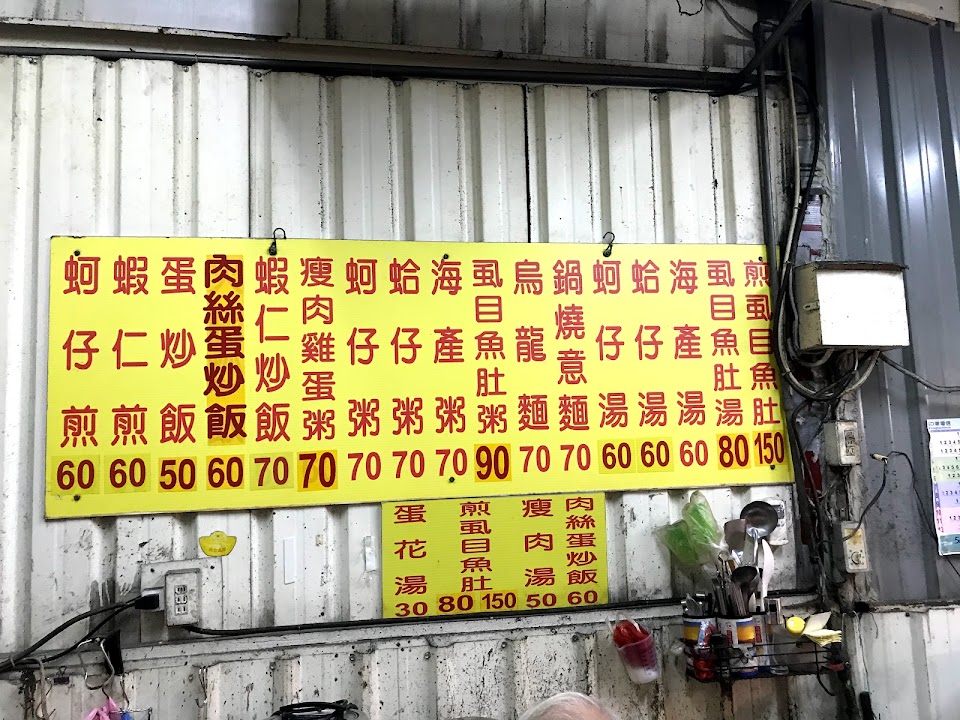 蚵仔煎 60
蝦仁煎 60
蛋炒飯 50
肉絲蛋炒飯 60
蝦仁炒飯 70
瘦肉雞蛋粥 70
蚵仔粥 70
蛤仔粥 70
海產粥 70
虱目魚肚粥 90
烏龍麵 70
鍋燒意麵 70
蚵仔湯 60
蛤仔湯 60
海產湯 60
虱目魚肚湯 80
煎虱目魚肚 150
蛋花湯 30
煎虱目魚肚 80 150
瘦肉湯 50
肉絲蛋炒飯 60